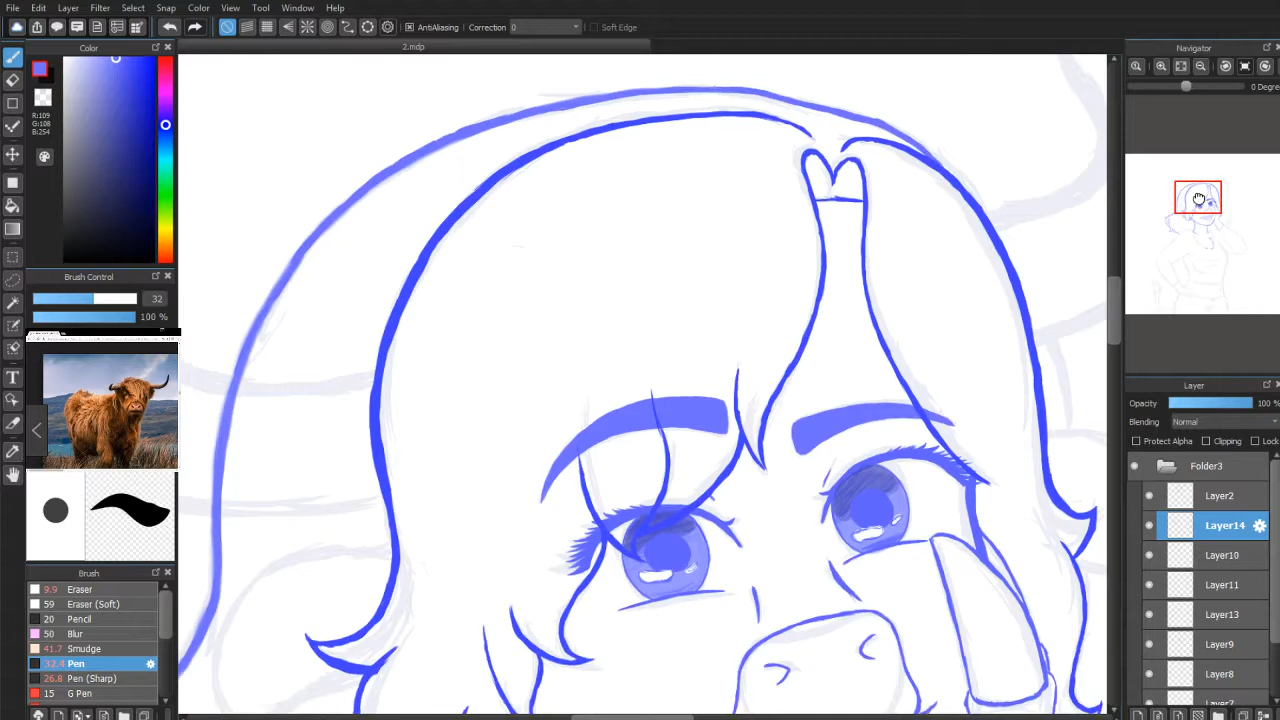 File Edit Layer Filter Select Snap Color View Tool Window Help
AntiAliasing Correction 0 Soft Edge
2.mdp
Color
R:109
G:108
B:254
Brush Control
32
100 %
Brush
9.9 Eraser
59 Eraser (Soft)
20 Pencil
50 Blur
41.7 Smudge
32.4 Pen
26.8 Pen (Sharp)
15 G Pen
Navigator
0 Degree
Layer
Opacity 100 %
Blending Normal
Protect Alpha Clipping Lock
Folder3
Layer2
Layer14
Layer10
Layer11
Layer13
Layer9
Layer8
Layer7